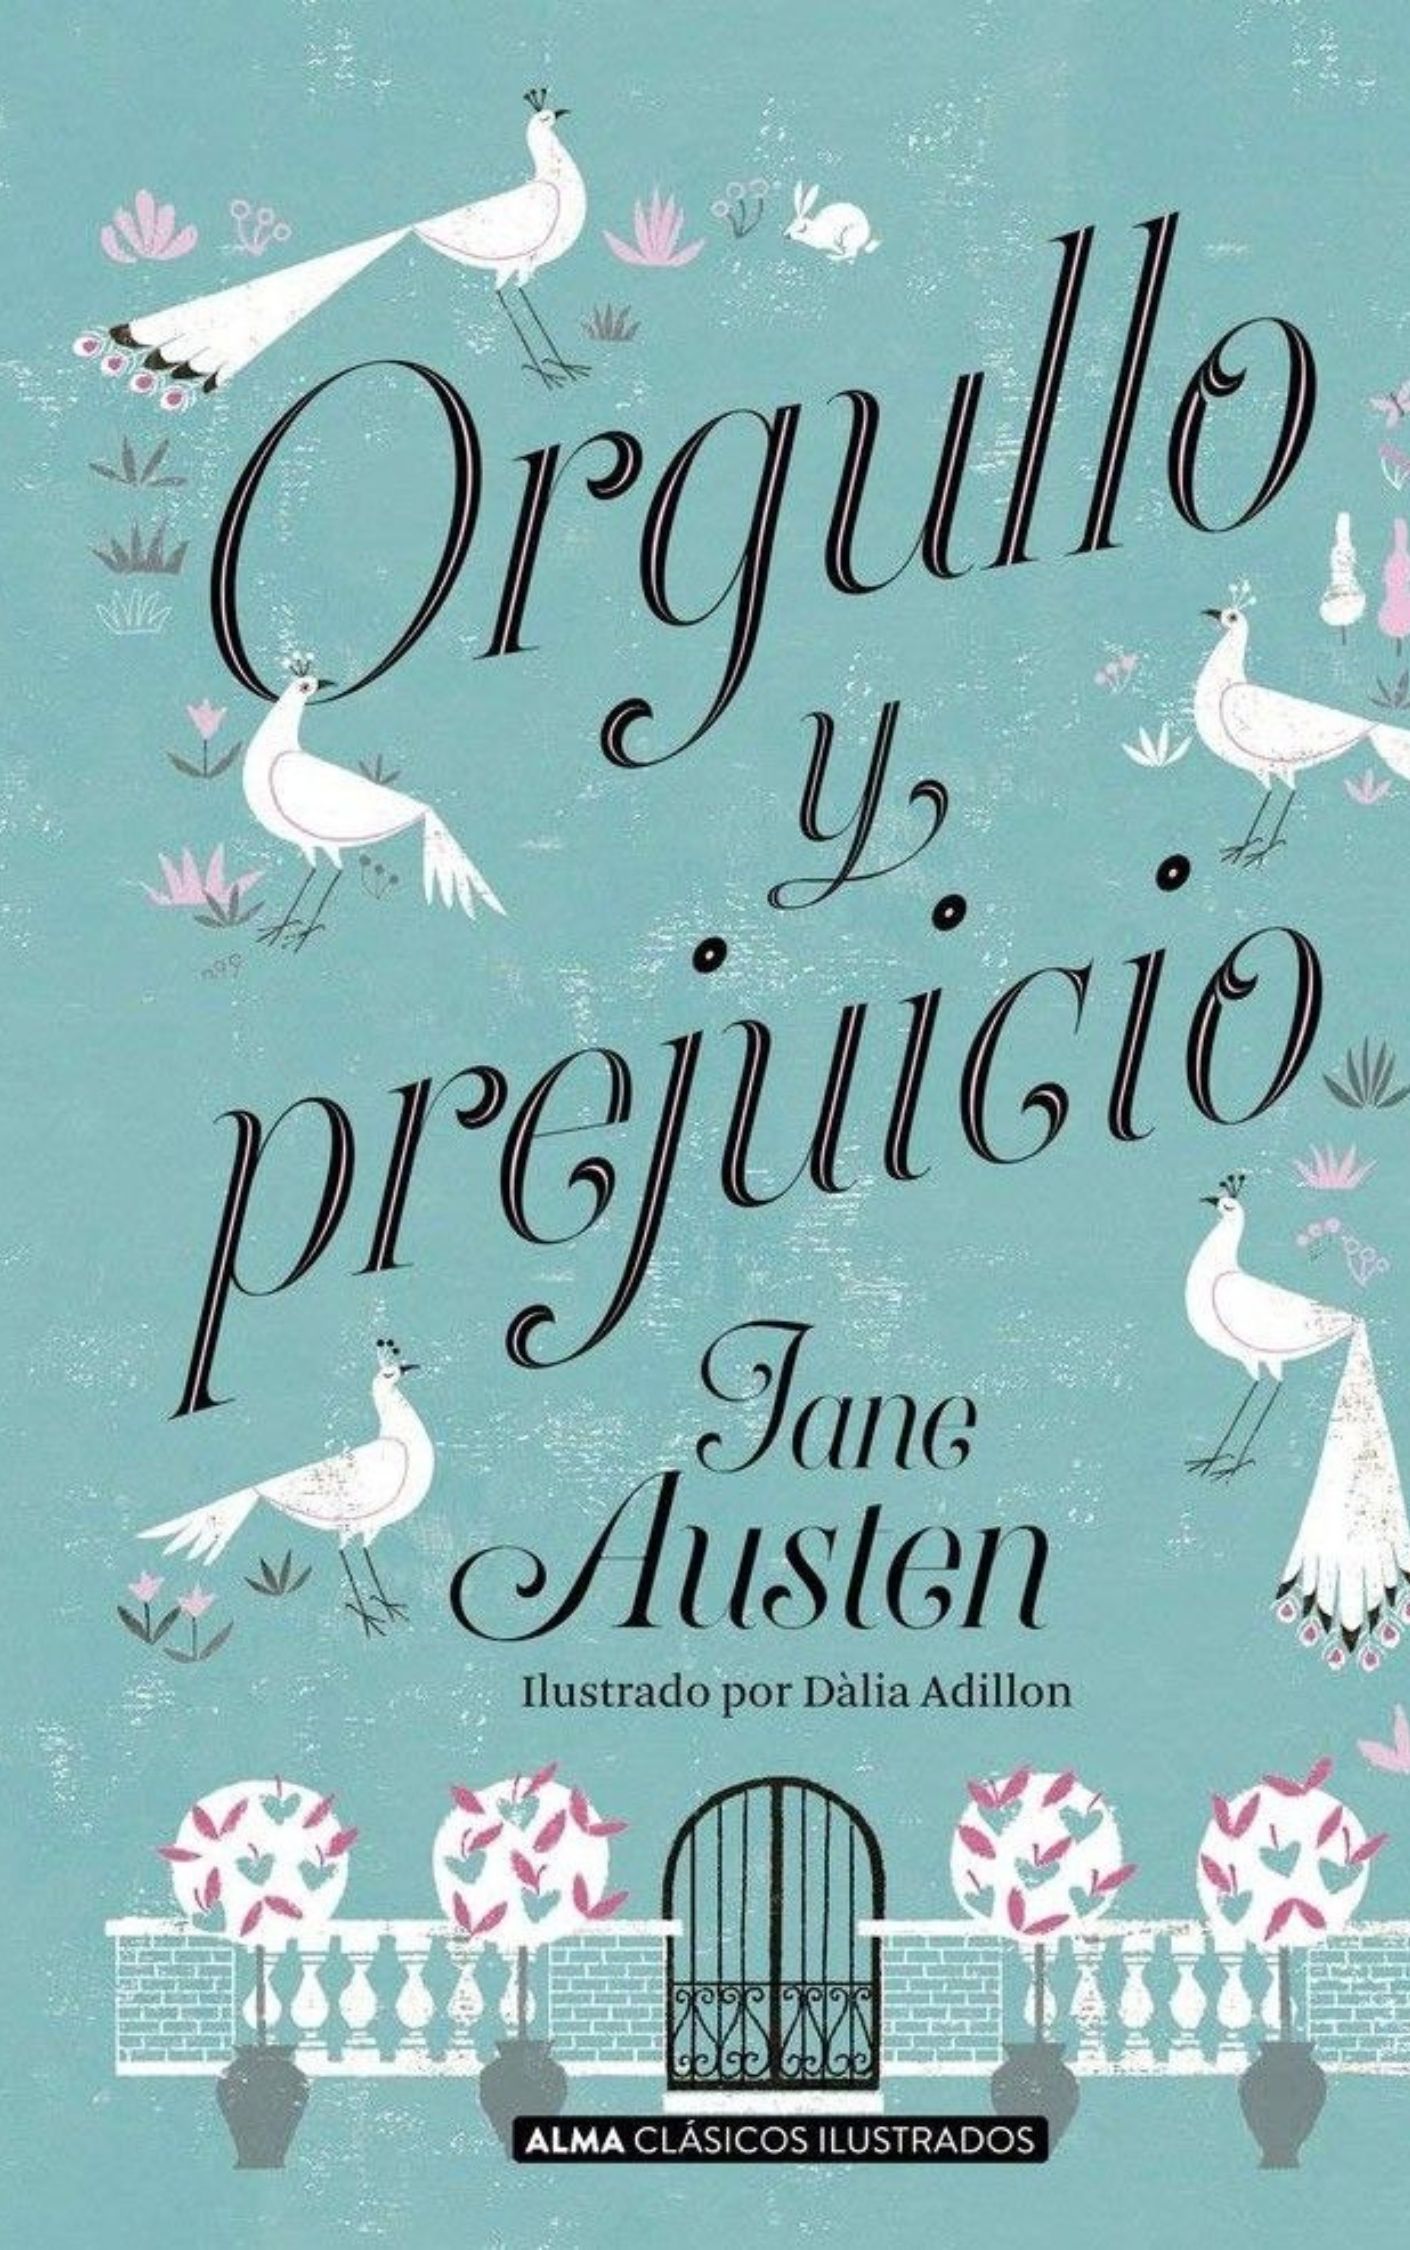 Orgullo
y
prejuicio
Jane
Austen
Ilustrado por Dàlia Adillon
ALMA CLÁSICOS ILUSTRADOS